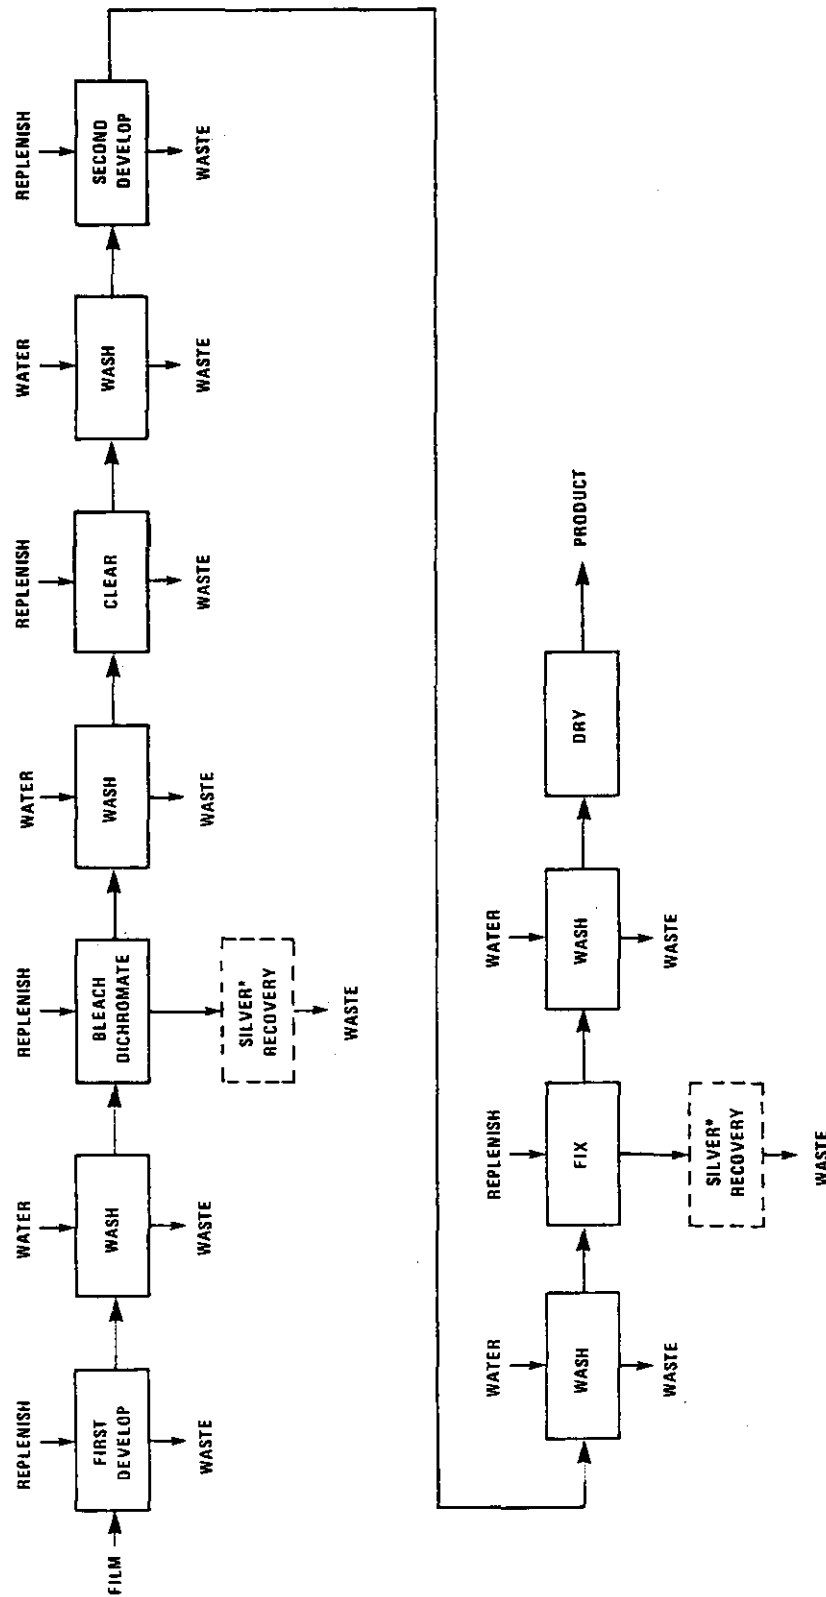 REPLENISH
WATER
REPLENISH
WATER
REPLENISH
WATER
REPLENISH
FILM
FIRST
DEVELOP
WASH
BLEACH
DICHROMATE
WASH
CLEAR
WASH
SECOND
DEVELOP
WASTE
WASTE
SILVER*
RECOVERY
WASTE
WASTE
WASTE
WASTE
WASTE
WATER
REPLENISH
WATER
WASH
FIX
WASH
DRY
PRODUCT
WASTE
SILVER*
RECOVERY
WASTE
WASTE